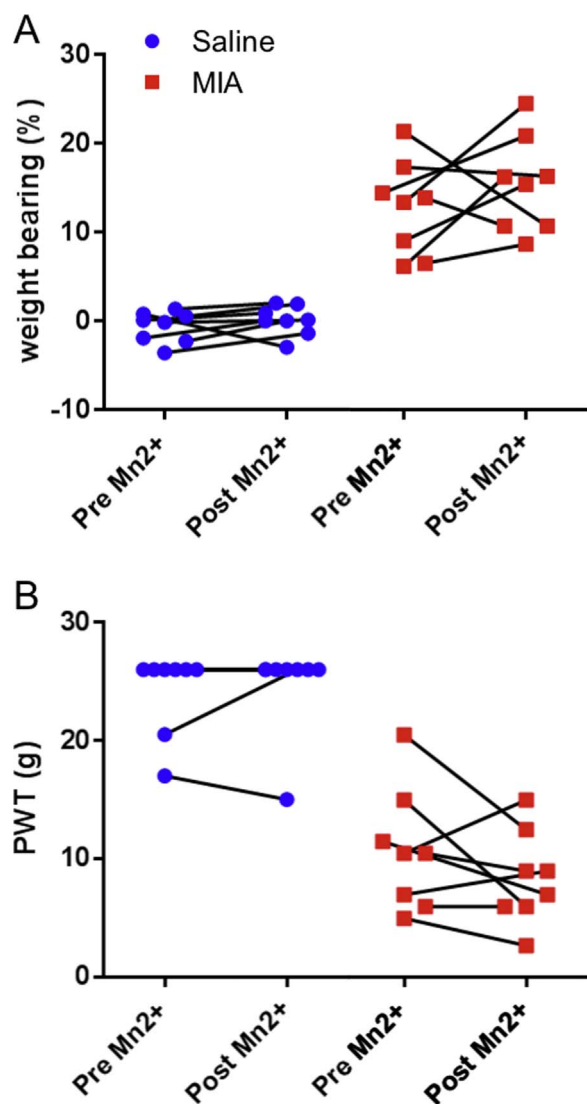 A
Saline
MIA
30
20
10
0
-10
weight bearing (%)
Pre Mn2+
Post Mn2+
Pre Mn2+
Post Mn2+
B
30
20
10
0
PWT (g)
Pre Mn2+
Post Mn2+
Pre Mn2+
Post Mn2+